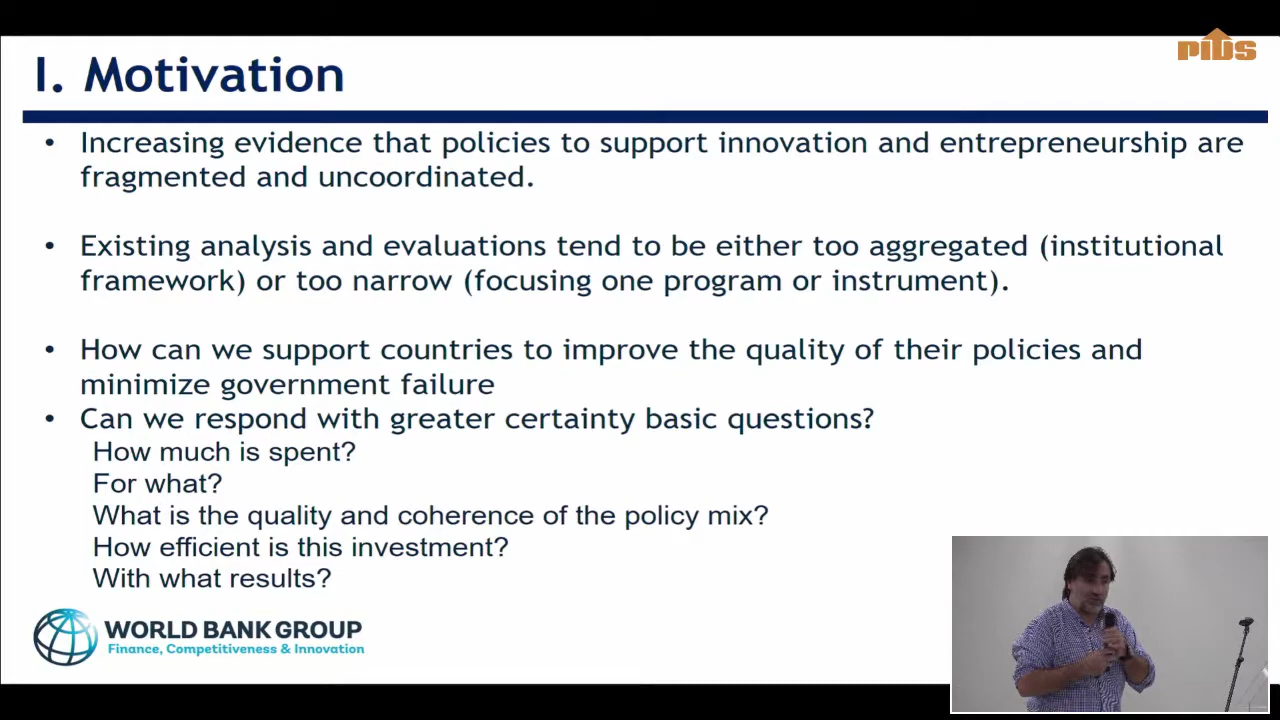 PIDS
I. Motivation
• Increasing evidence that policies to support innovation and entrepreneurship are
fragmented and uncoordinated.
• Existing analysis and evaluations tend to be either too aggregated (institutional
framework) or too narrow (focusing one program or instrument).
• How can we support countries to improve the quality of their policies and
minimize government failure
• Can we respond with greater certainty basic questions?
How much is spent?
For what?
What is the quality and coherence of the policy mix?
How efficient is this investment?
With what results?
WORLD BANK GROUP
Finance, Competitiveness & Innovation